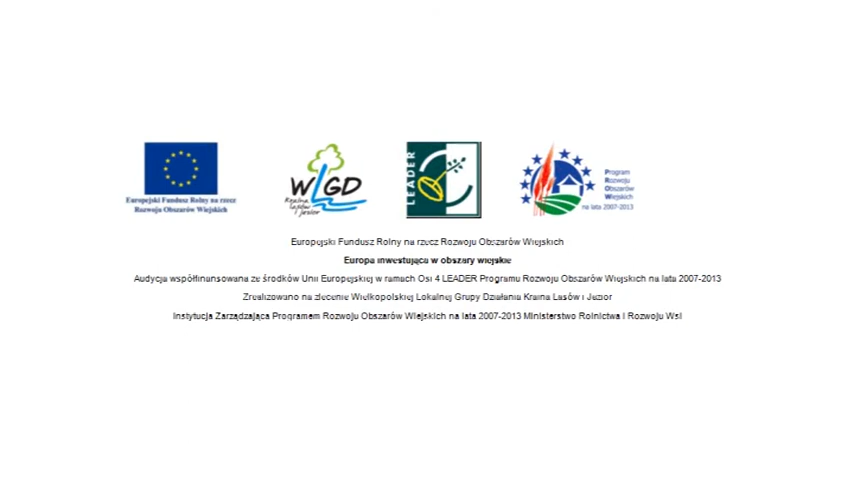 Europejski Fundusz Rolny na rzecz
Rozwoju Obszarów Wiejskich
WLGD
Kraina
Lasów
i Jezior
LEADER
Program
Rozwoju
Obszarów
Wiejskich
na lata 2007-2013
Europejski Fundusz Rolny na rzecz Rozwoju Obszarów Wiejskich
Europa inwestująca w obszary wiejskie
Audycja współfinansowana ze środków Unii Europejskiej w ramach Osi 4 LEADER Programu Rozwoju Obszarów Wiejskich na lata 2007-2013
Zrealizowano na zlecenie Wielkopolskiej Lokalnej Grupy Działania Kraina Lasów i Jezior
Instytucja Zarządzająca Programem Rozwoju Obszarów Wiejskich na lata 2007-2013 Ministerstwo Rolnictwa i Rozwoju Wsi